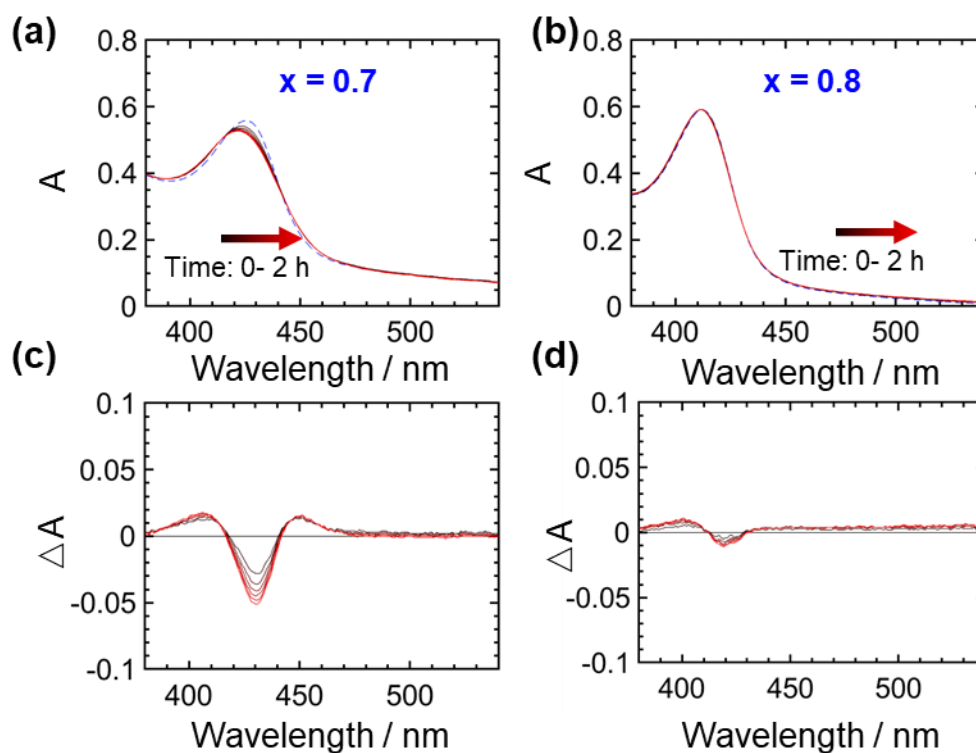 (a)
x = 0.7
0.8
0.6
0.4
0.2
0
A
Time: 0- 2 h
400
450
500
Wavelength / nm
(b)
x = 0.8
0.8
0.6
0.4
0.2
0
A
Time: 0- 2 h
400
450
500
Wavelength / nm
(c)
0.1
0.05
0
-0.05
-0.1
△A
400
450
500
Wavelength / nm
(d)
0.1
0.05
0
-0.05
-0.1
△A
400
450
500
Wavelength / nm